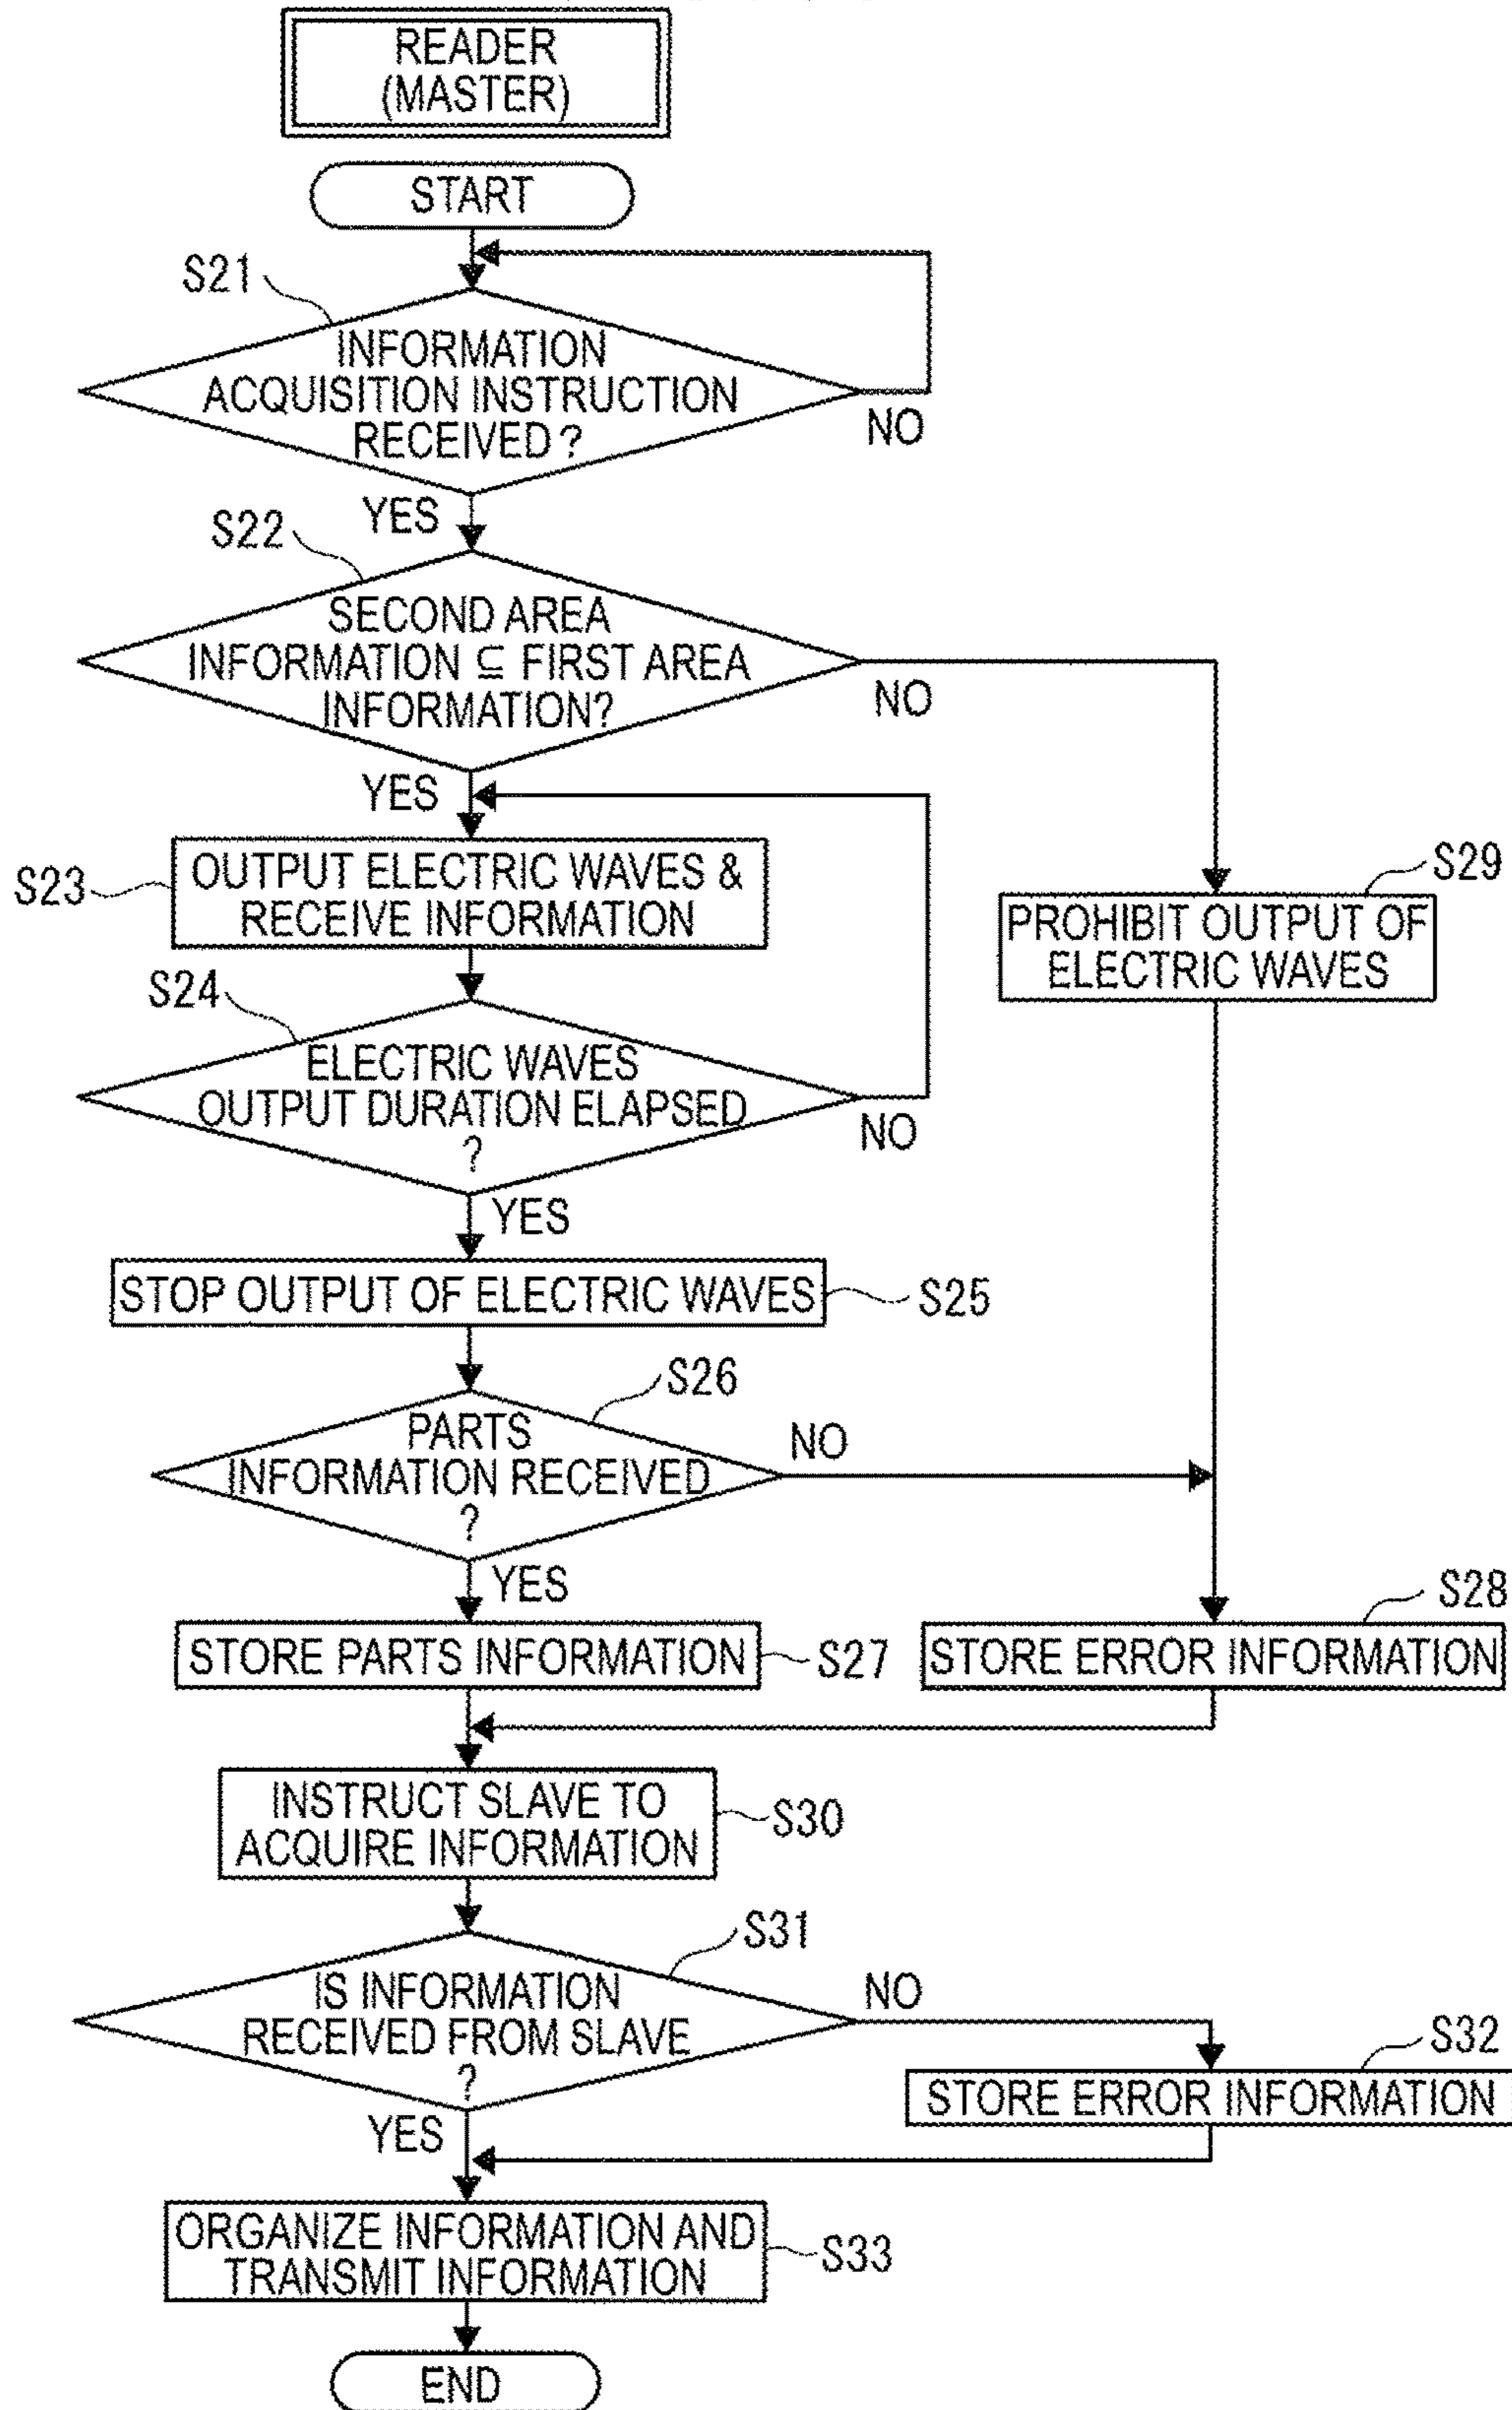 READER
(MASTER)
START
S21
INFORMATION
ACQUISITION INSTRUCTION
RECEIVED?
NO
YES
S22
SECOND AREA
INFORMATION ⊆ FIRST AREA
INFORMATION?
NO
YES
S23
OUTPUT ELECTRIC WAVES &
RECEIVE INFORMATION
S29
PROHIBIT OUTPUT OF
ELECTRIC WAVES
S24
ELECTRIC WAVES
OUTPUT DURATION ELAPSED
?
NO
YES
STOP OUTPUT OF ELECTRIC WAVES
S25
S26
PARTS
INFORMATION RECEIVED
?
NO
YES
STORE PARTS INFORMATION
S27
S28
STORE ERROR INFORMATION
INSTRUCT SLAVE TO
ACQUIRE INFORMATION
S30
S31
IS INFORMATION
RECEIVED FROM SLAVE
?
NO
S32
STORE ERROR INFORMATION
YES
ORGANIZE INFORMATION AND
TRANSMIT INFORMATION
S33
END